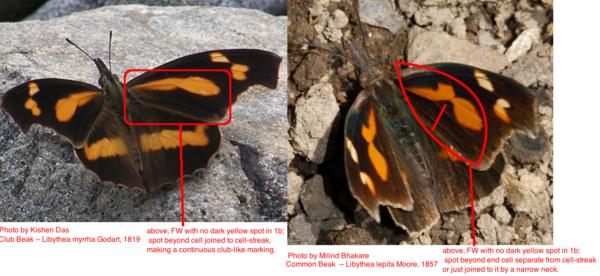 Photo by Kishen Das
Club Beak -- Libythea myrrha Godart, 1819
above, FW with no dark yellow spot in 1b;
spot beyond cell joined to cell-streak,
making a continuous club-like marking.
Photo by Milind Bhakare
Common Beak -- Libythea lepita Moore, 1857
above, FW with no dark yellow spot in 1b;
spot beyond end cell separate from cell-streak
or just joined to it by a narrow neck.